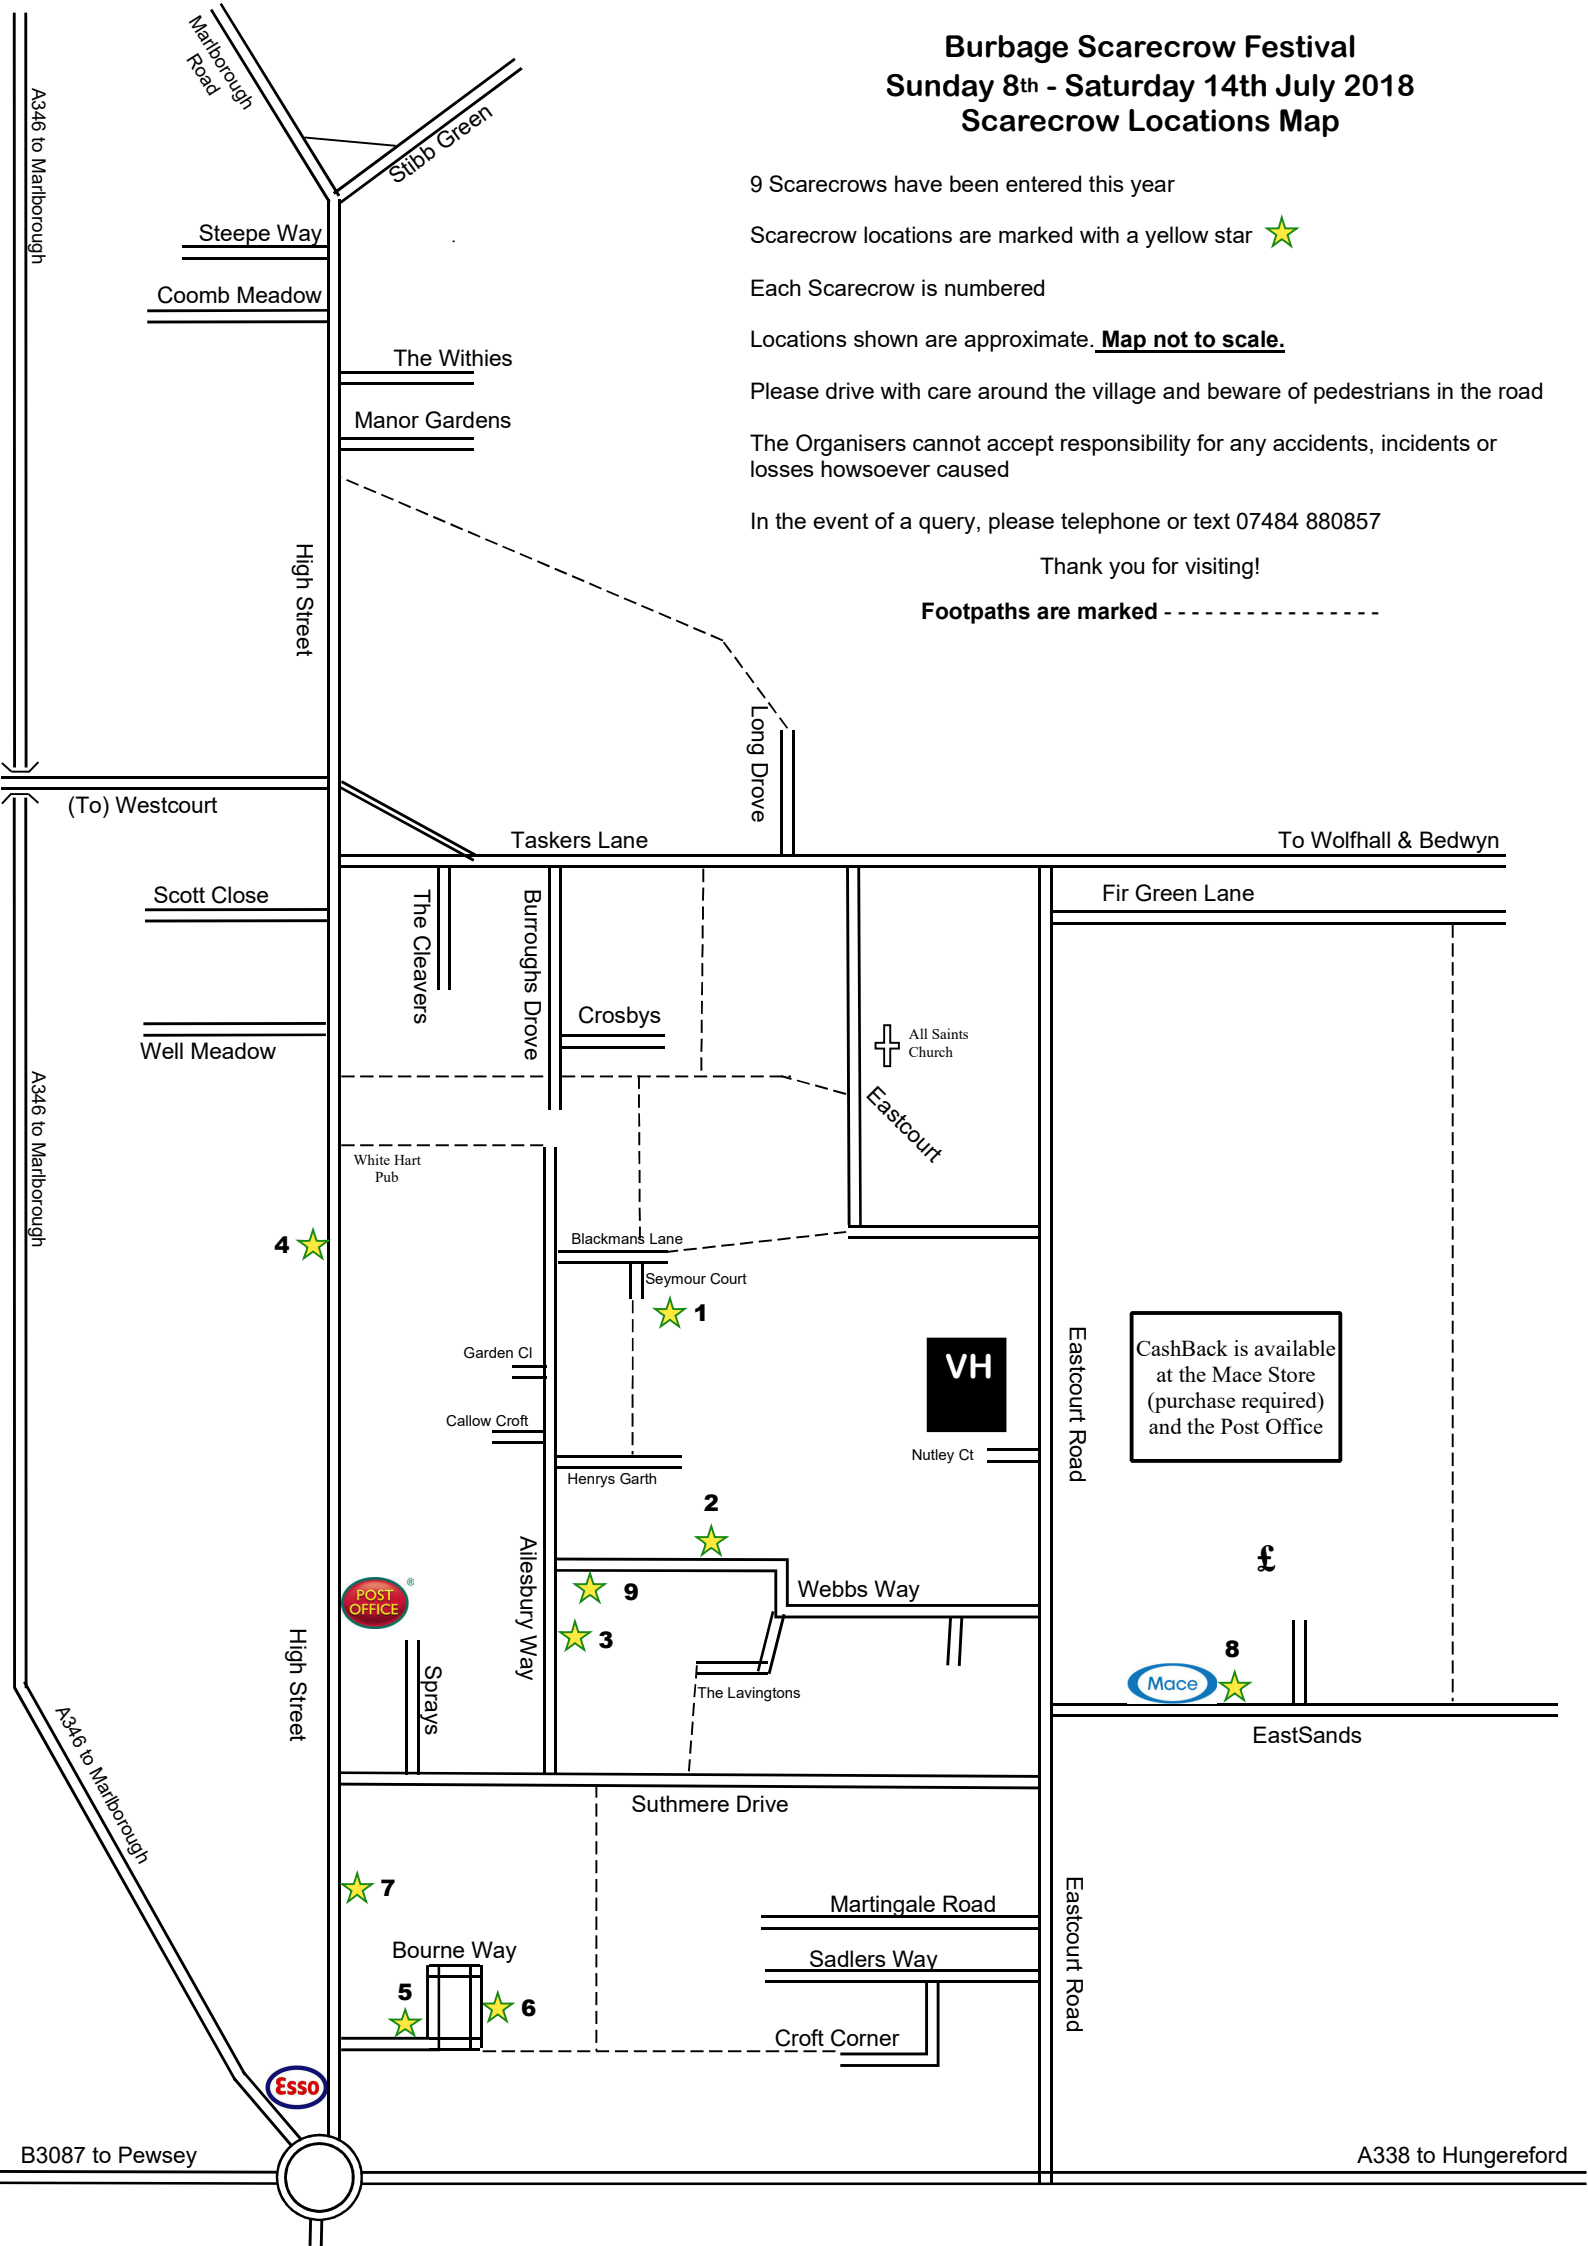 Burbage Scarecrow Festival
Sunday 8th - Saturday 14th July 2018
Scarecrow Locations Map
9 Scarecrows have been entered this year
Scarecrow locations are marked with a yellow star
Each Scarecrow is numbered
Locations shown are approximate. Map not to scale.
Please drive with care around the village and beware of pedestrians in the road
The Organisers cannot accept responsibility for any accidents, incidents or
losses howsoever caused
In the event of a query, please telephone or text 07484 880857
Thank you for visiting!
Footpaths are marked - - - - - - - - - - - - - - - -
Marlborough
Road
Stibb Green
A346 to Marlborough
Steepe Way
Coomb Meadow
The Withies
Manor Gardens
High Street
Long Drove
(To) Westcourt
Taskers Lane
To Wolfhall & Bedwyn
Scott Close
The Cleavers
Burroughs Drove
Fir Green Lane
Crosbys
All Saints
Church
Well Meadow
A346 to Marlborough
Eastcourt
White Hart
Pub
4
Blackmans Lane
Seymour Court
1
Garden Cl
VH
Eastcourt Road
CashBack is available
at the Mace Store
(purchase required)
and the Post Office
Callow Croft
Nutley Ct
Henrys Garth
2
Ailesbury Way
£
POST
OFFICE
®
9
Webbs Way
3
High Street
Sprays
The Lavingtons
8
Mace
EastSands
A346 to Marlborough
Suthmere Drive
7
Martingale Road
Eastcourt Road
Bourne Way
Sadlers Way
5
6
Croft Corner
Esso
B3087 to Pewsey
A338 to Hungereford